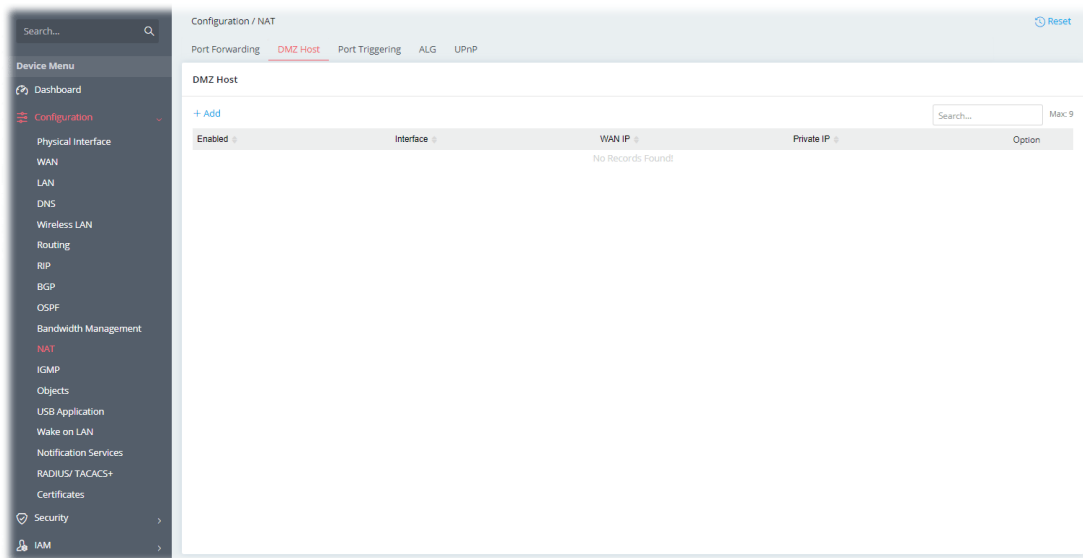 Search...
Device Menu
Dashboard
Configuration
Physical Interface
WAN
LAN
DNS
Wireless LAN
Routing
RIP
BGP
OSPF
Bandwidth Management
NAT
IGMP
Objects
USB Application
Wake on LAN
Notification Services
RADIUS/ TACACS+
Certificates
Security
IAM
Configuration / NAT
Reset
Port Forwarding DMZ Host Port Triggering ALG UPnP
DMZ Host
+ Add
Search...
Max: 9
Enabled Interface WAN IP Private IP Option
No Records Found!